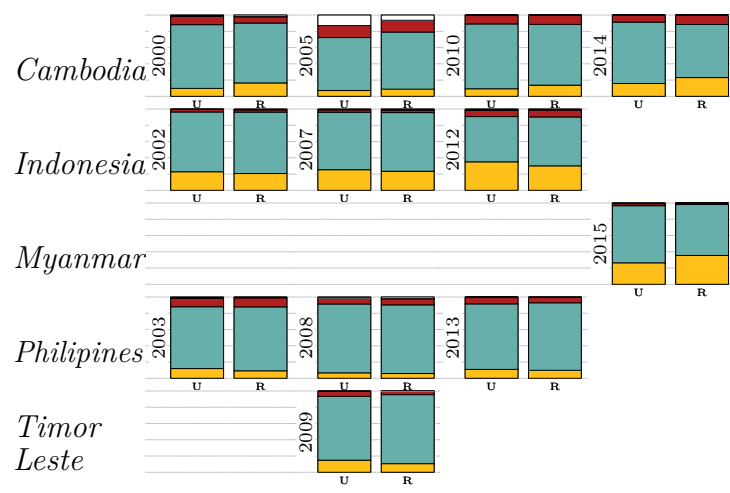 2000 2005 2010 2014
Cambodia
U R U R U R U R
2002 2007 2012
Indonesia
U R U R U R
2015
Myanmar
U R
2003 2008 2013
Philipines
U R U R U R
2009
Timor
Leste
U R